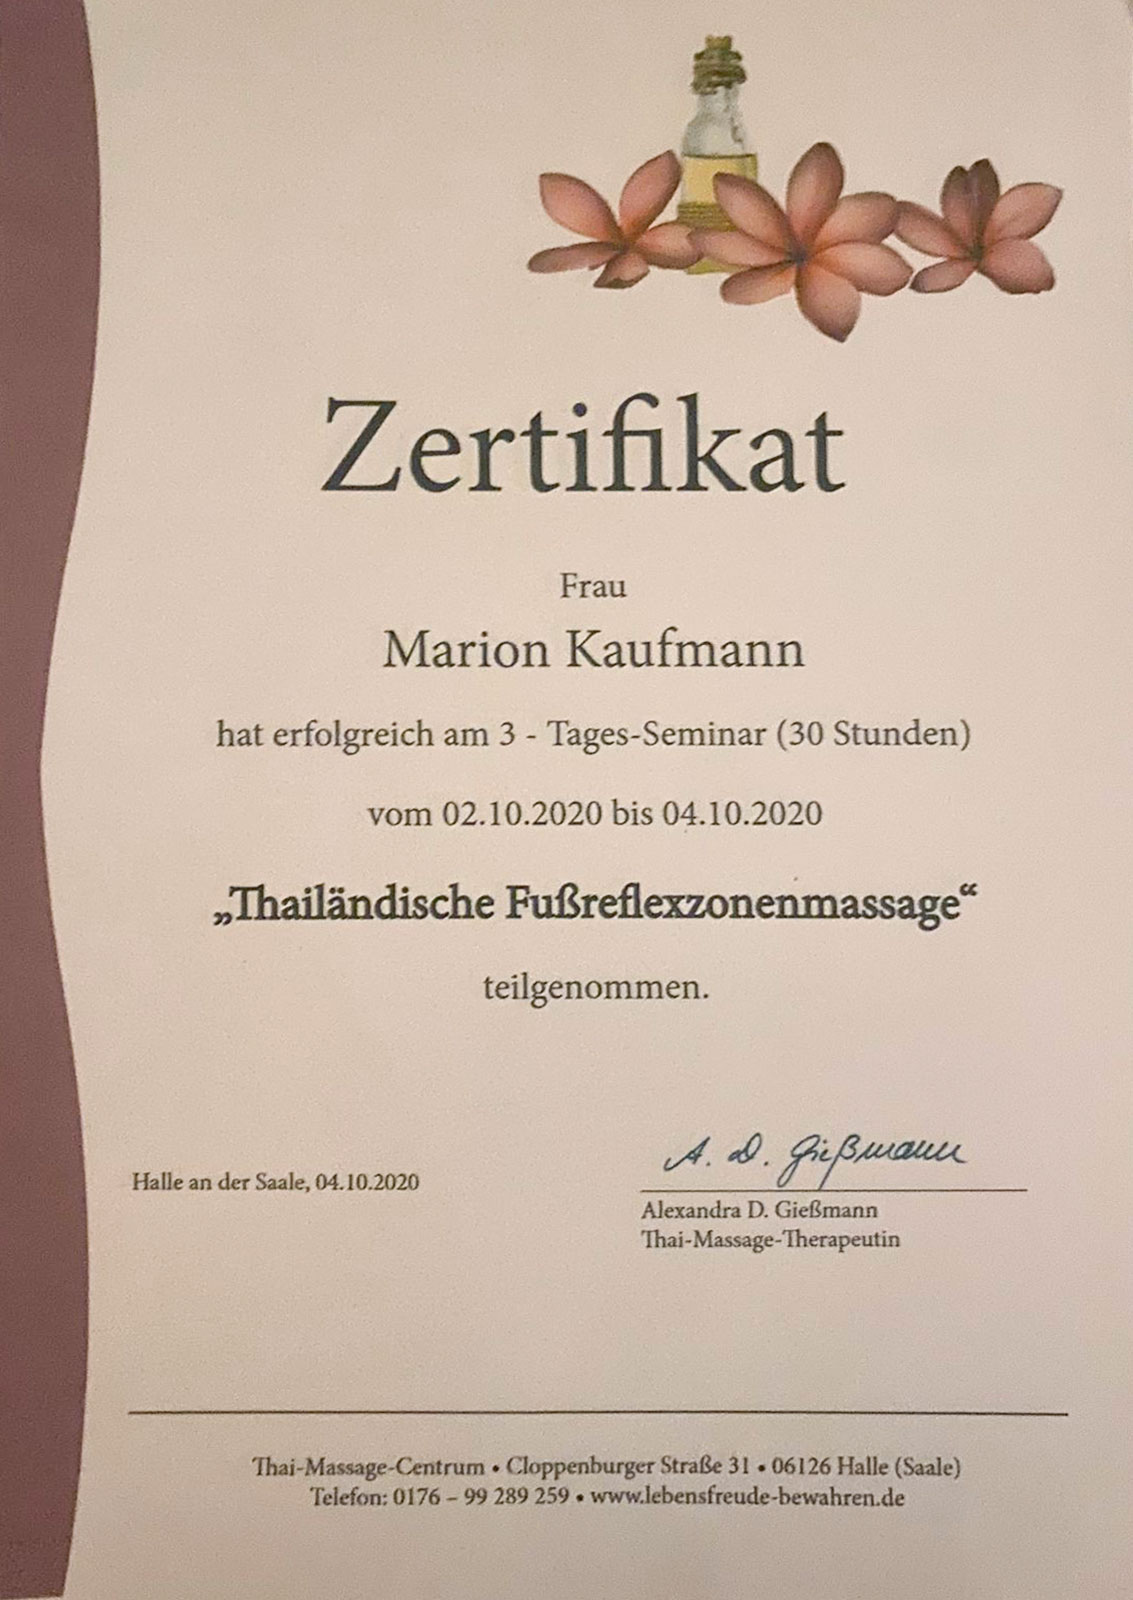 Zertifikat
Frau
Marion Kaufmann
hat erfolgreich am 3 - Tages-Seminar (30 Stunden)
vom 02.10.2020 bis 04.10.2020
„Thailändische Fußreflexzonenmassage“
teilgenommen.
A. D. Gießmann
Halle an der Saale, 04.10.2020
Alexandra D. Gießmann
Thai-Massage-Therapeutin
Thai-Massage-Centrum • Cloppenburger Straße 31 • 06126 Halle (Saale)
Telefon: 0176 – 99 289 259 • www.lebensfreude-bewahren.de